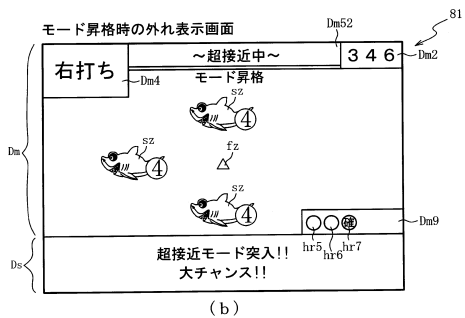 モード昇格時の外れ表示画面
81
Dm52
右打ち
～超接近中～
346
Dm2
Dm4
モード昇格
sz
4
Dm
sz
4
fz
sz
4
確
Dm9
hr5
hr6
hr7
Ds
超接近モード突入!!
大チャンス!!
(b)